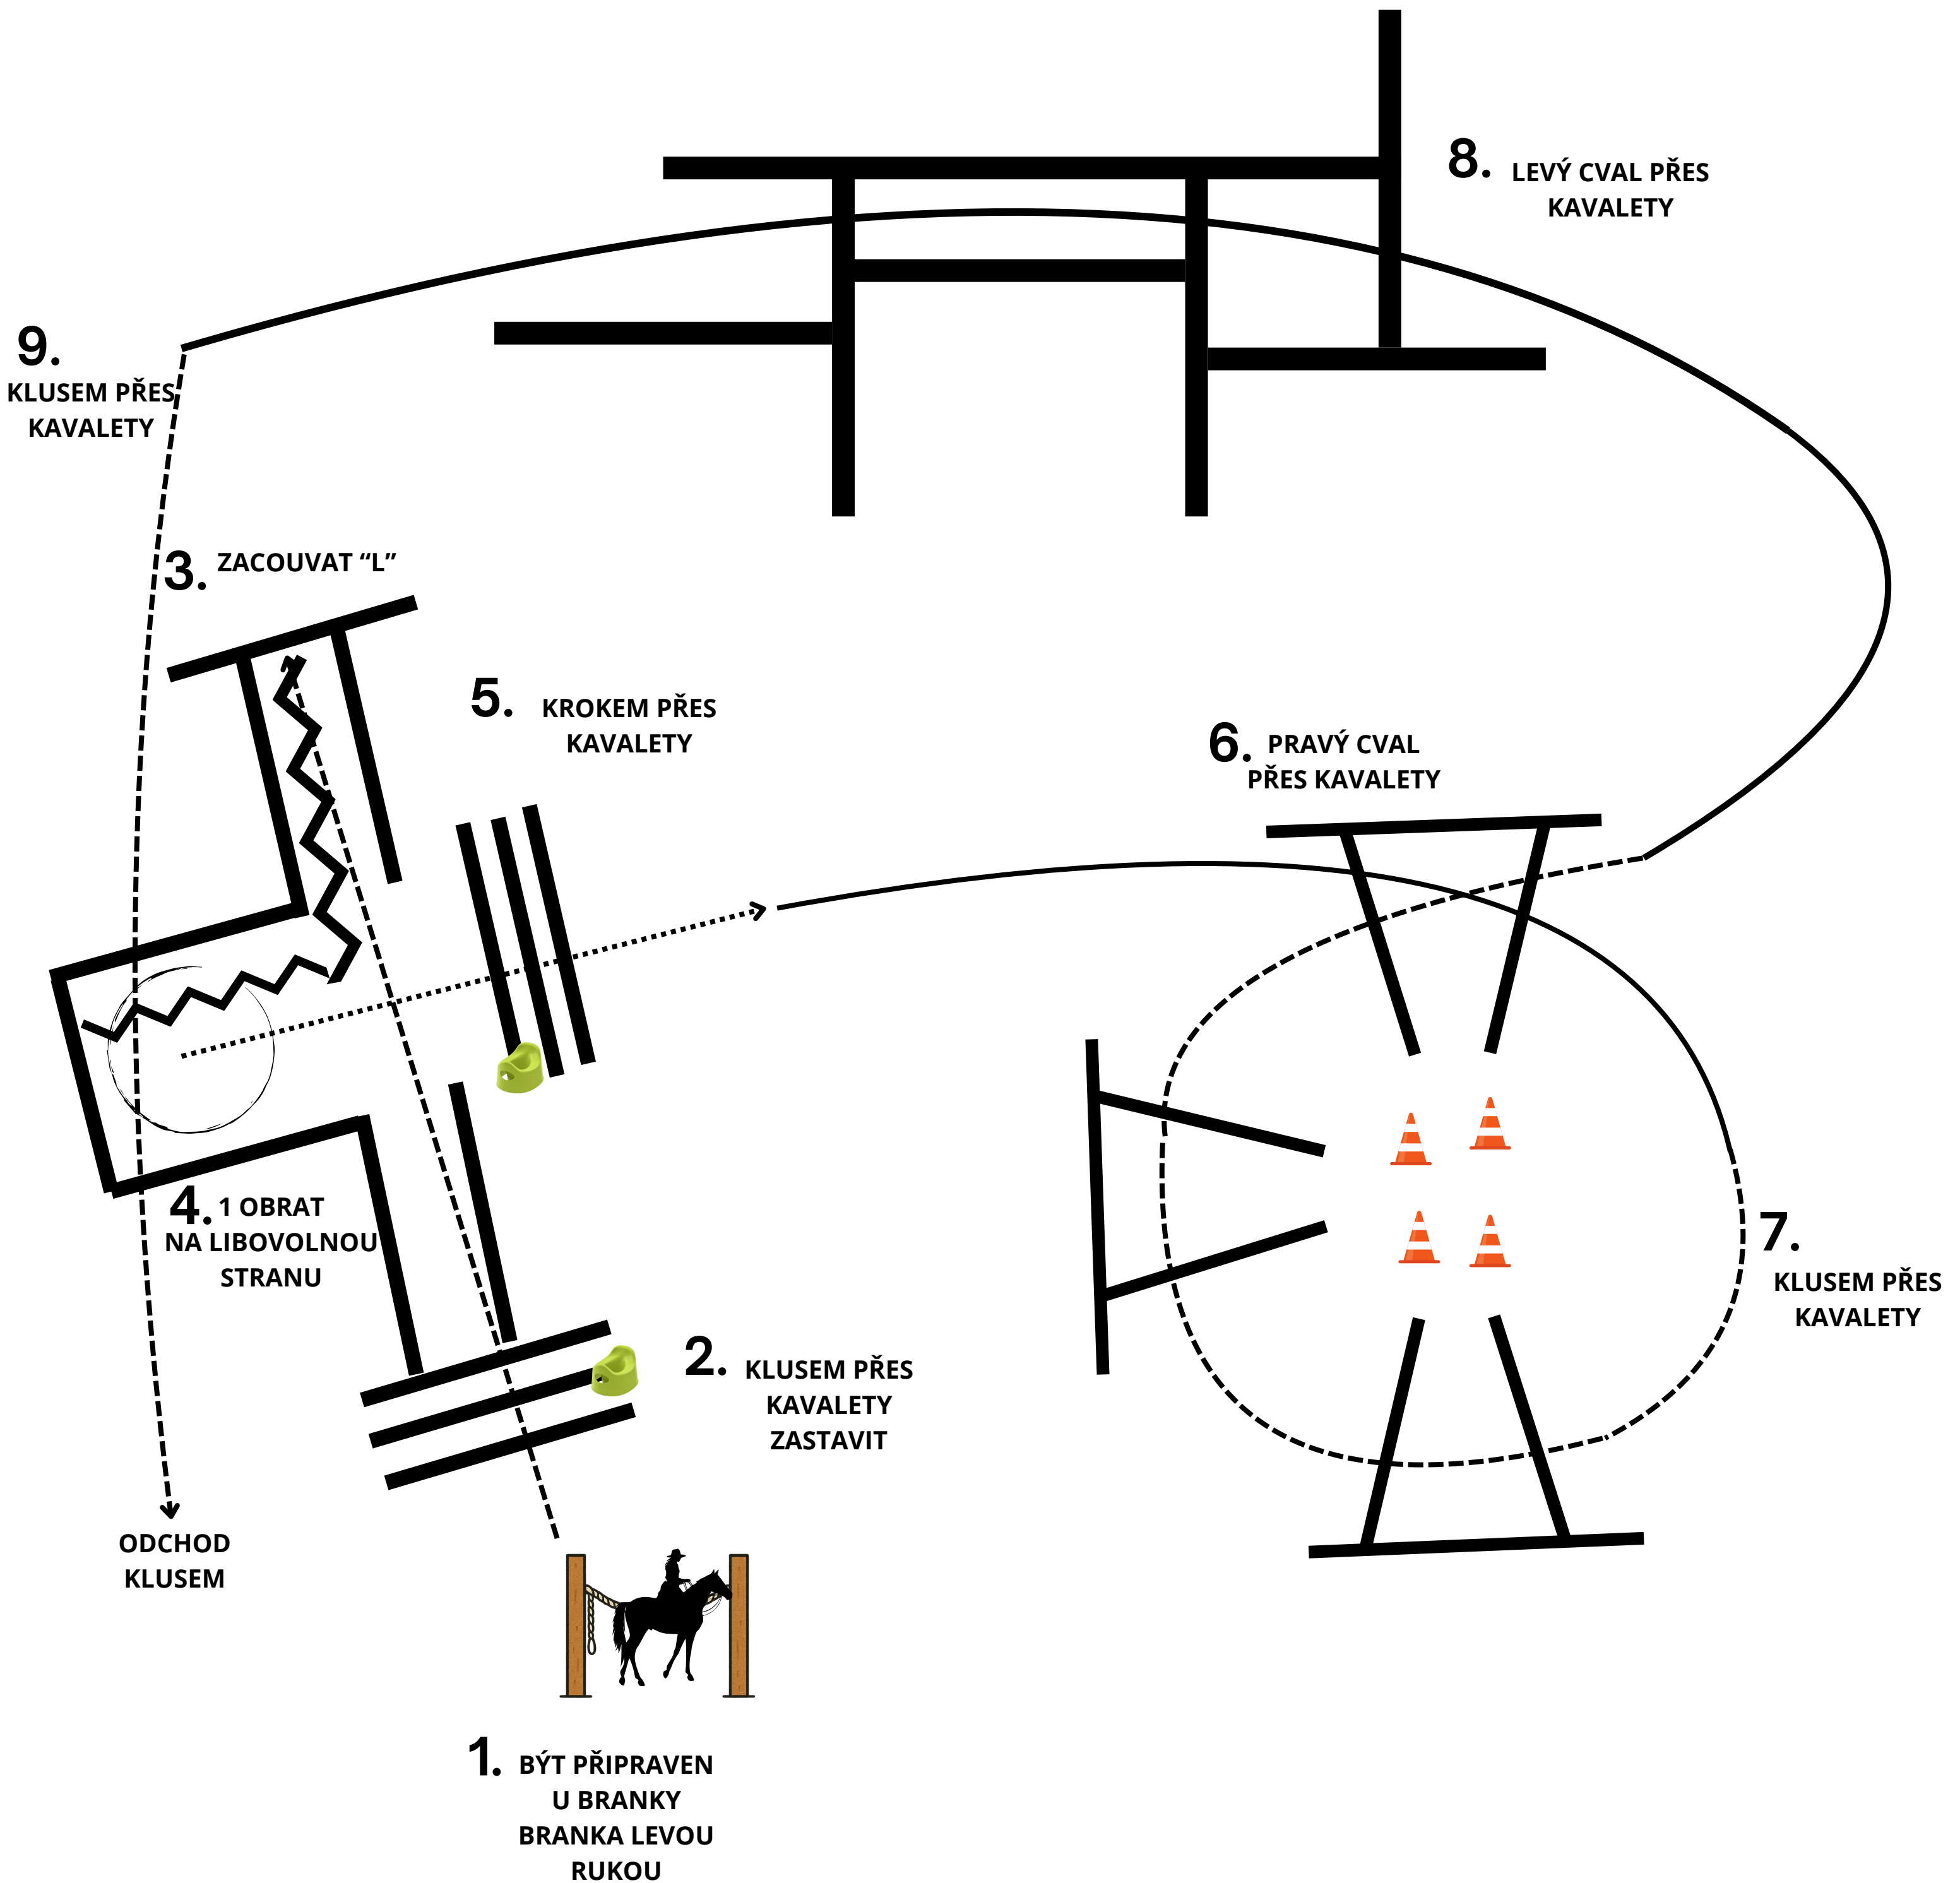 1. BÝT PŘIPRAVEN
U BRANKY
BRANKA LEVOU
RUKOU
2. KLUSEM PŘES
KAVALETY
ZASTAVIT
3. ZACOUVAT “L”
4. 1 OBRAT
NA LIBOVOLNOU
STRANU
5. KROKEM PŘES
KAVALETY
6. PRAVÝ CVAL
PŘES KAVALETY
7.
KLUSEM PŘES
KAVALETY
8. LEVÝ CVAL PŘES
KAVALETY
9.
KLUSEM PŘES
KAVALETY
ODCHOD
KLUSEM